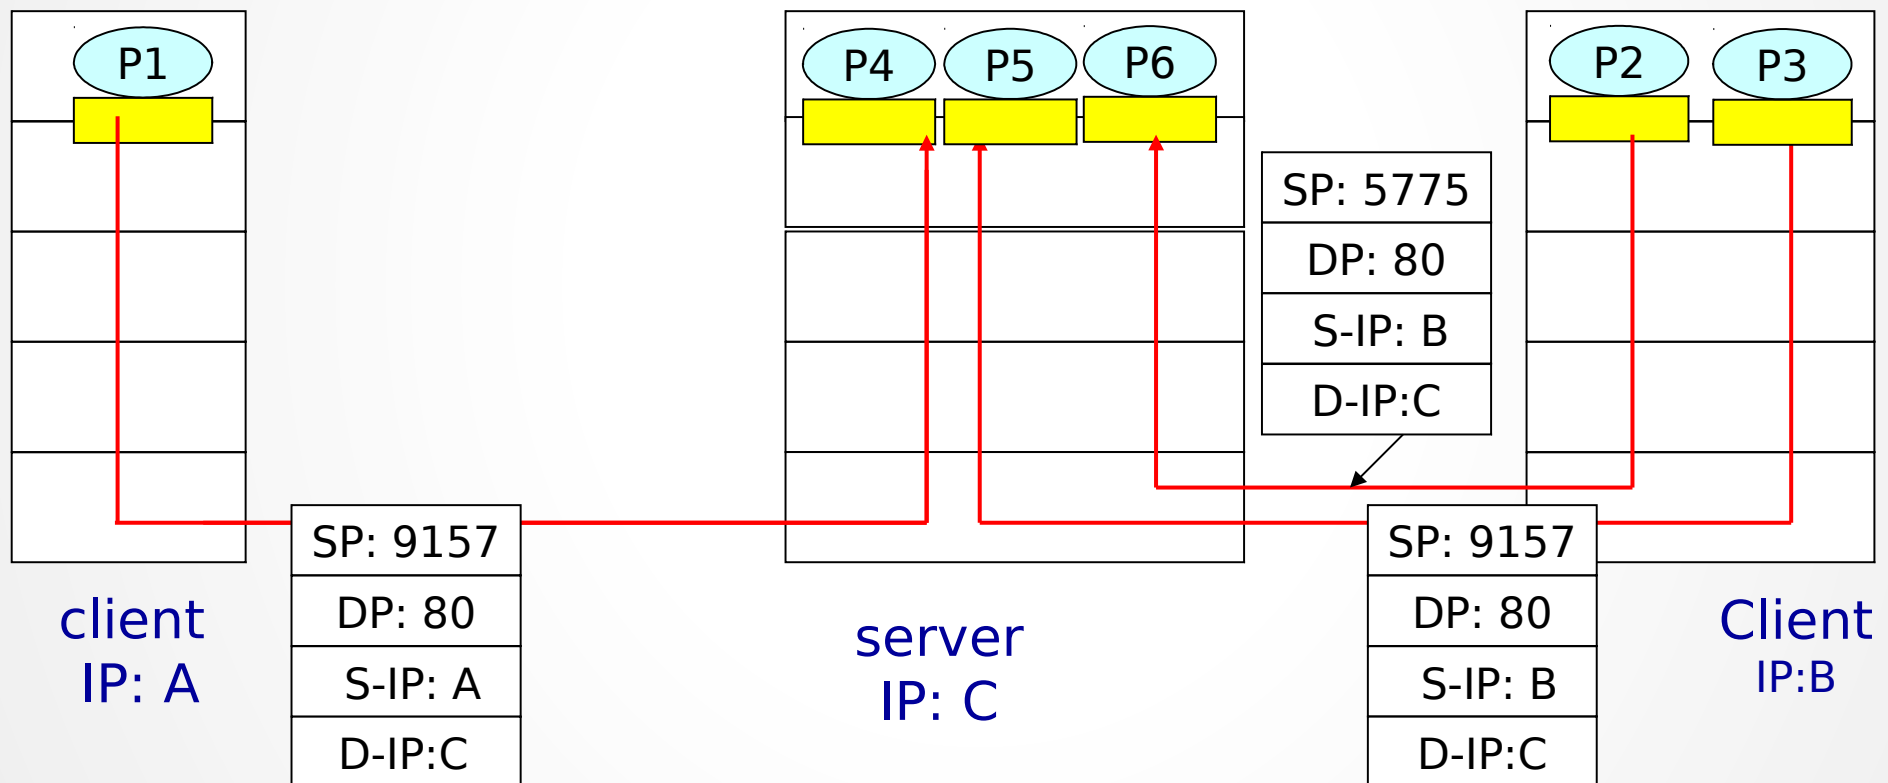 P1
P4
P5
P6
P2
P3
SP: 5775
DP: 80
S-IP: B
D-IP:C
SP: 9157
DP: 80
S-IP: A
D-IP:C
SP: 9157
DP: 80
S-IP: B
D-IP:C
client
IP: A
server
IP: C
Client
IP:B